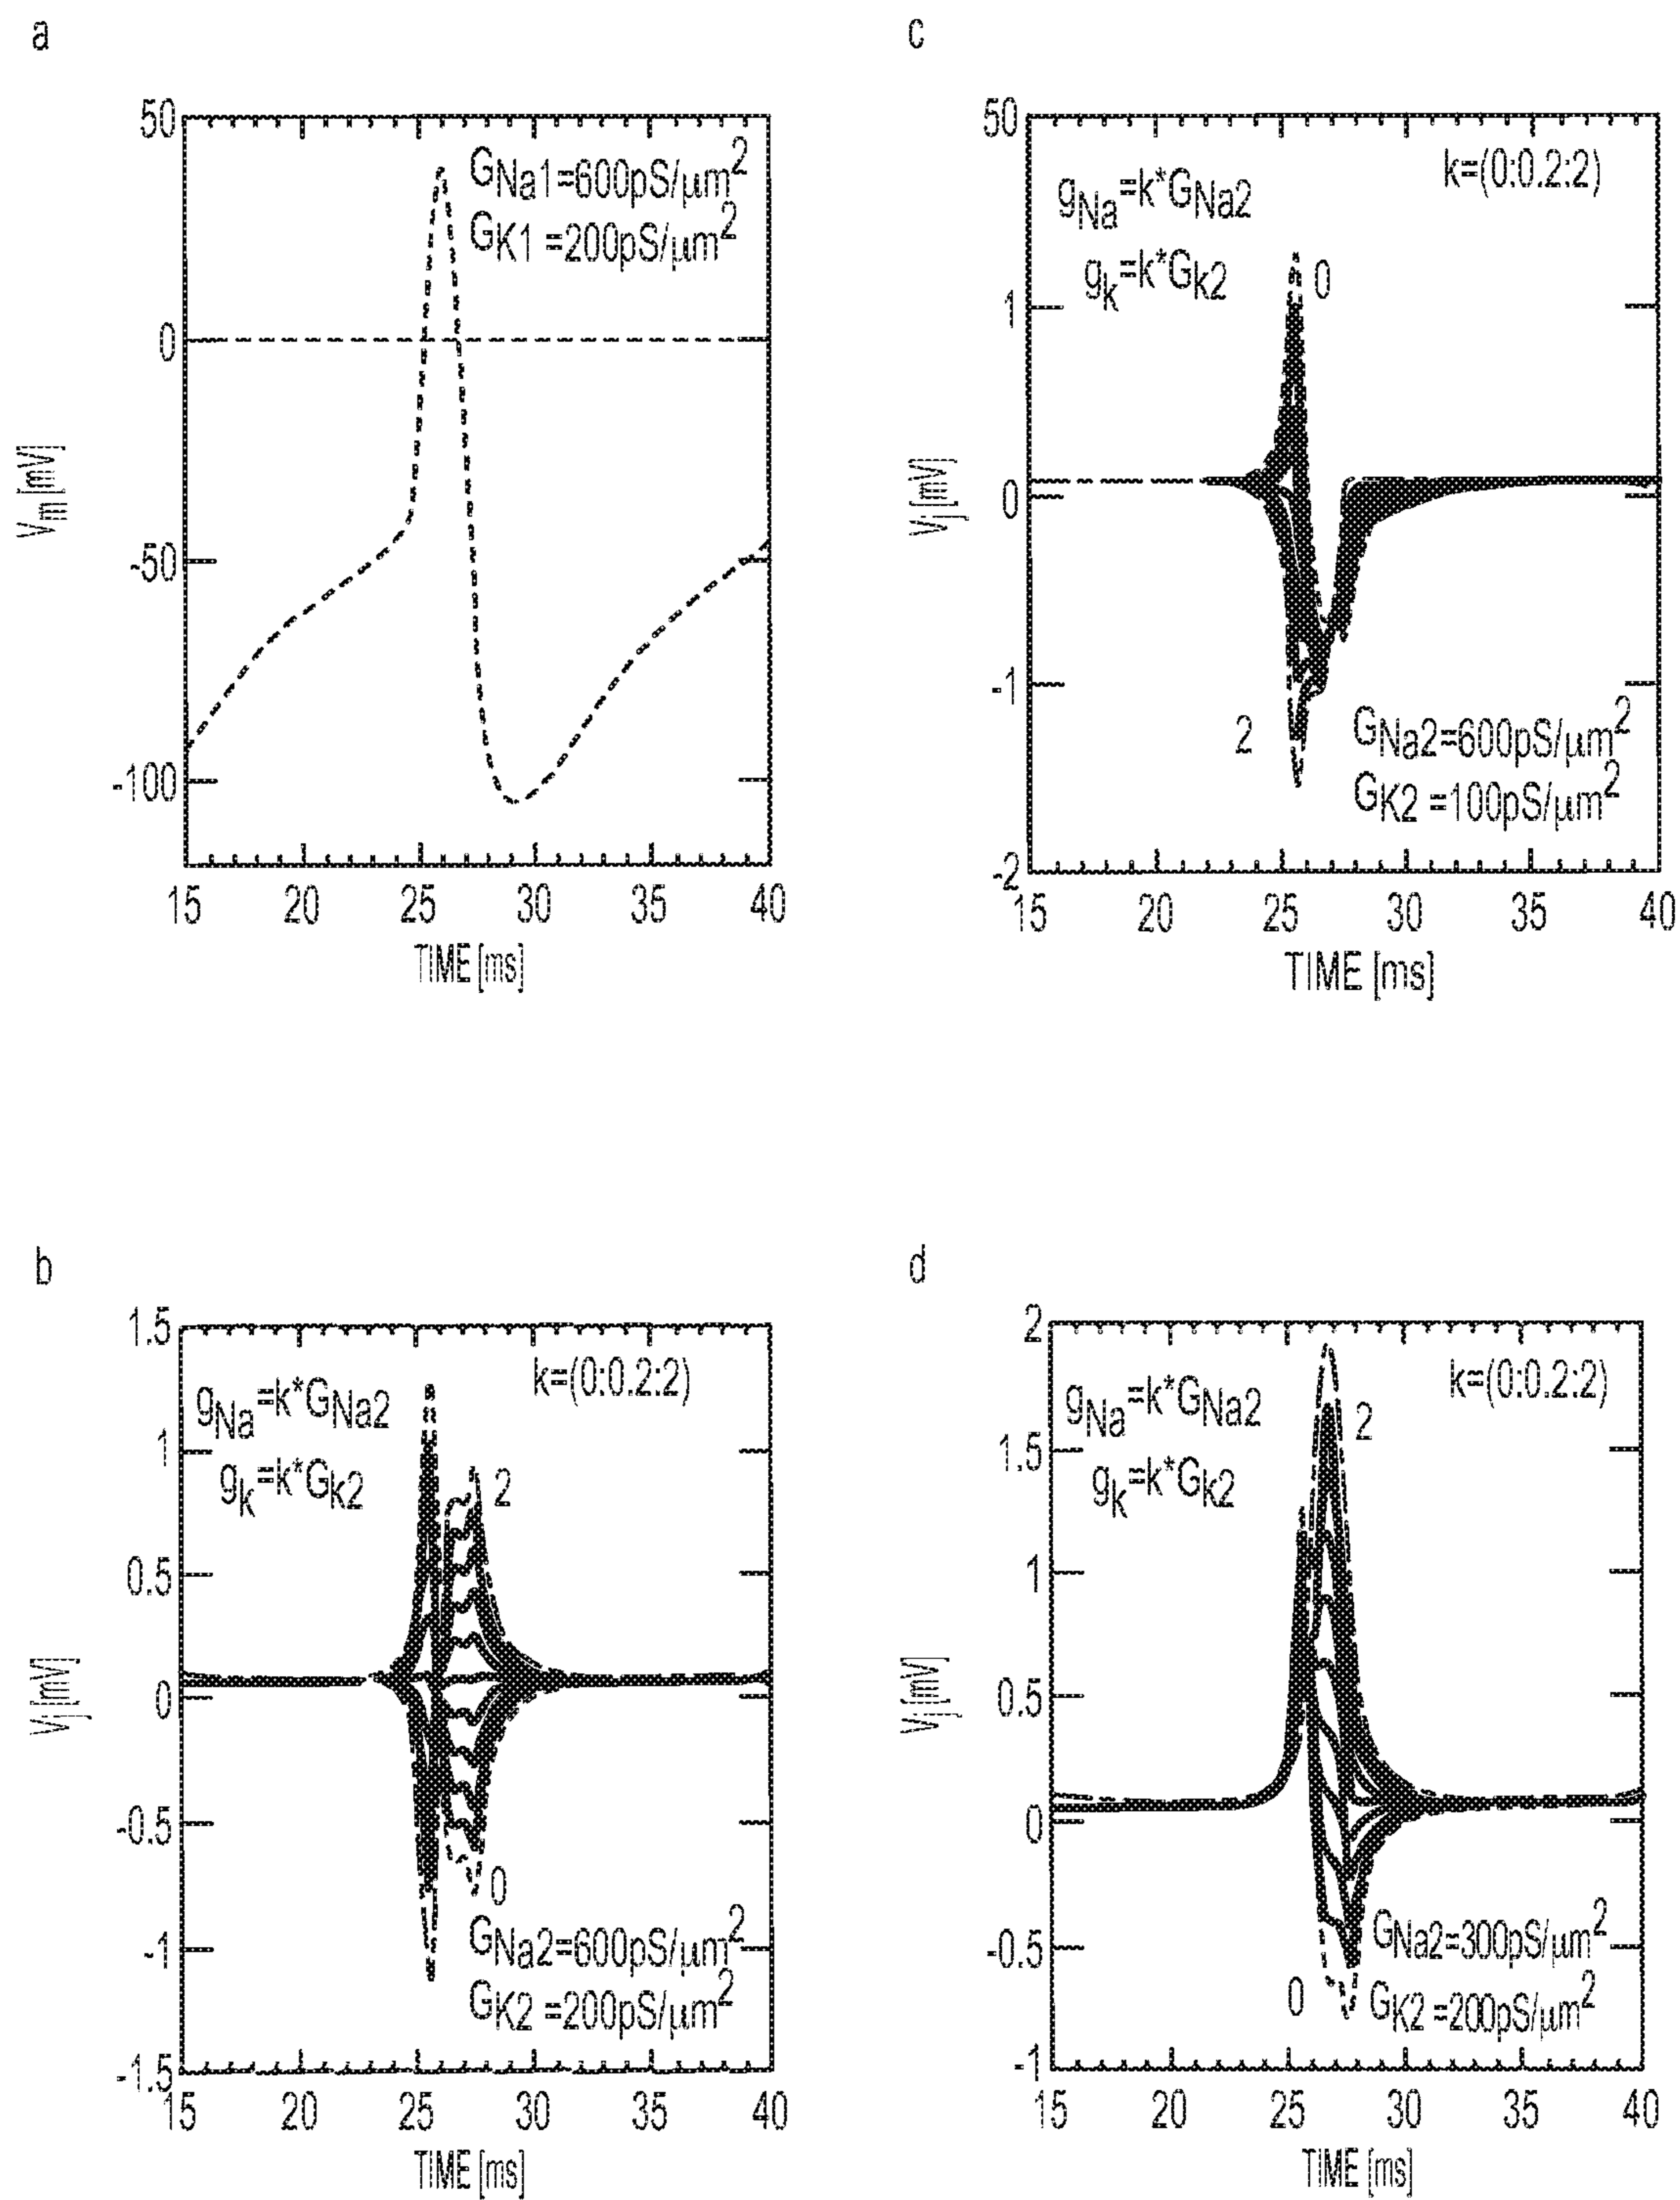 a
50
0
-50
-100
Vm [mV]
GNa1=600pS/μm2
GK1 =200pS/μm2
15 20 25 30 35 40
TIME [ms]
c
50
1
0
-1
-2
Vj [mV]
gNa=k*GNa2
gk=k*Gk2
k=(0:0.2:2)
0
2
GNa2=600pS/μm2
GK2 =100pS/μm2
15 20 25 30 35 40
TIME [ms]
b
1.5
1
0.5
0
-0.5
-1
-1.5
Vj [mV]
gNa=k*GNa2
gk=k*Gk2
k=(0:0.2:2)
2
0
GNa2=600pS/μm2
GK2 =200pS/μm2
15 20 25 30 35 40
TIME [ms]
d
2
1.5
1
0.5
0
-0.5
-1
Vj [mV]
gNa=k*GNa2
gk=k*Gk2
k=(0:0.2:2)
2
0
GNa2=300pS/μm2
GK2 =200pS/μm2
15 20 25 30 35 40
TIME [ms]